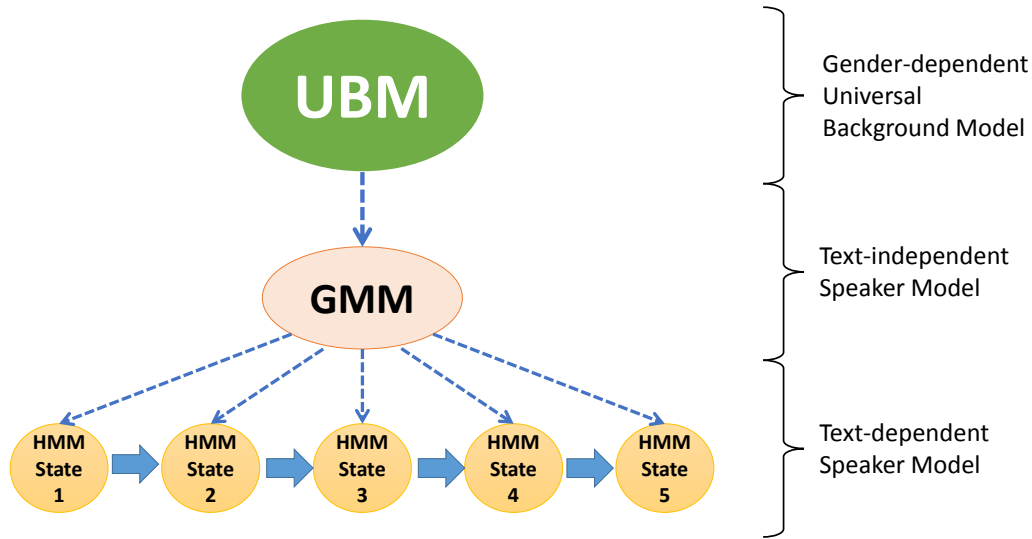 UBM
Gender-dependent
Universal
Background Model
GMM
Text-independent
Speaker Model
HMM
State
1
HMM
State
2
HMM
State
3
HMM
State
4
HMM
State
5
Text-dependent
Speaker Model